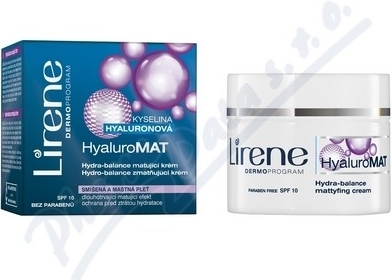 Lirene
DERMOPROGRAM
KYSELINA
HYALURONOVÁ
HyaluroMAT
Hydra-balance matující krém
Hydra-balance zmatňujúci krém
SMÍŠENÁ A MASTNÁ PLEŤ
SPF 10
BEZ PARABENŮ
dlouhotrvající matující efekt
ochrana před ztrátou hydratace
Lirene
DERMOPROGRAM
HyaluroMAT
PARABEN FREE SPF 10
Hydra-balance
mattyfing cream